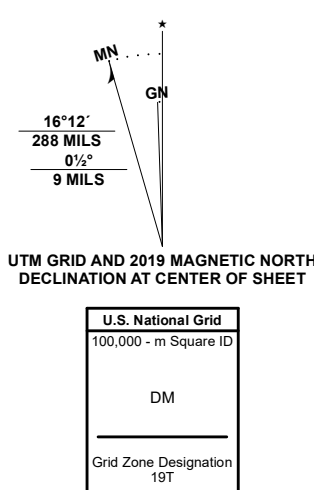 ★
MN
GN
16°12´
288 MILS
0½°
9 MILS
UTM GRID AND 2019 MAGNETIC NORTH
DECLINATION AT CENTER OF SHEET
U.S. National Grid
100,000 - m Square ID
DM
Grid Zone Designation
19T